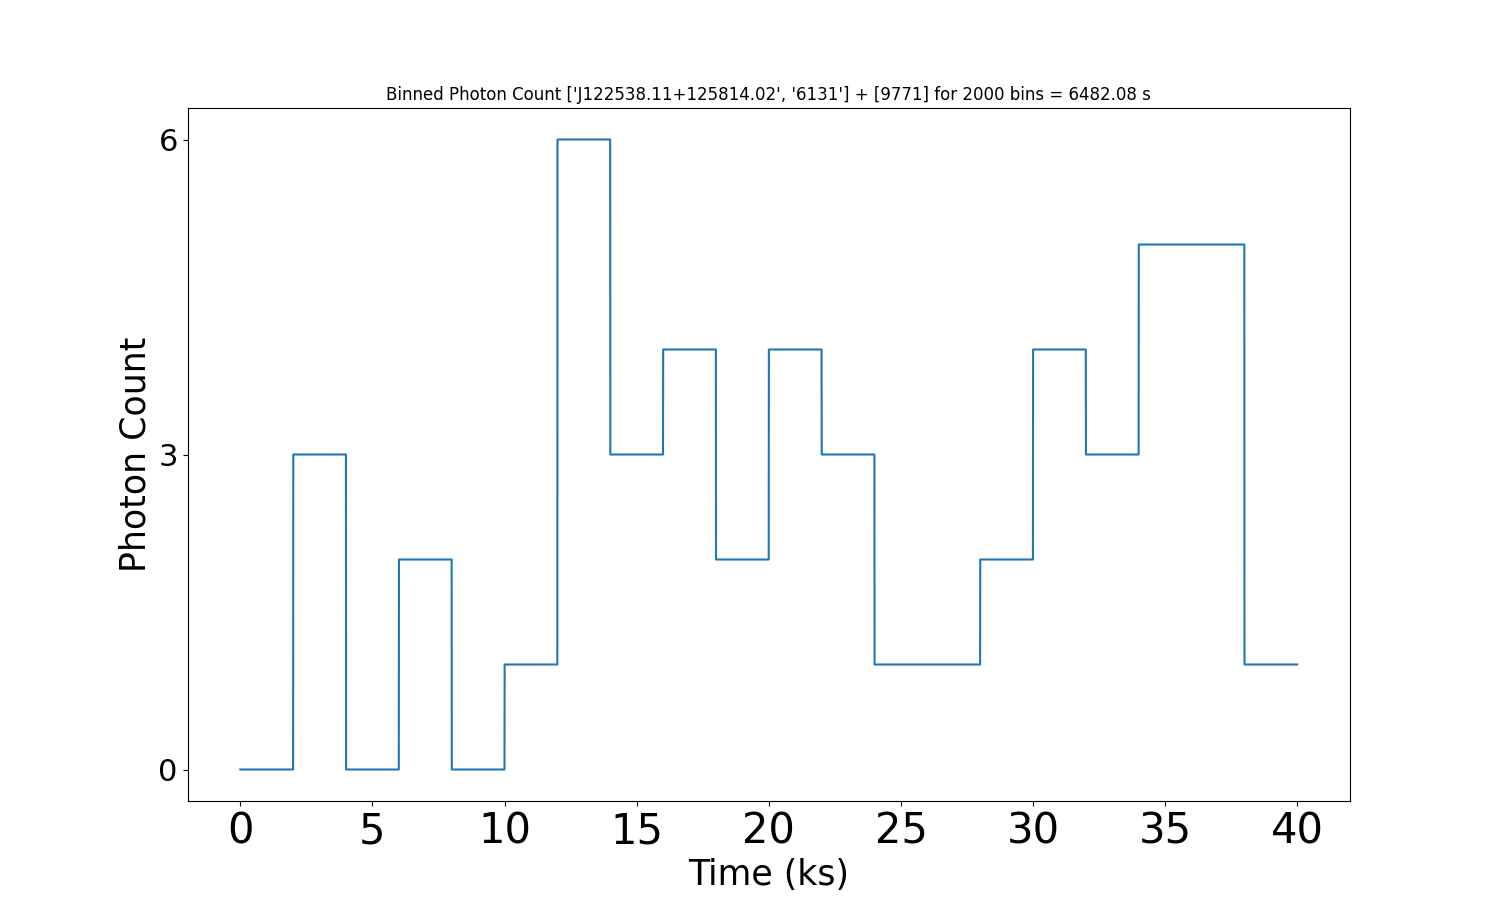 Binned Photon Count ['J122538.11+125814.02', '6131'] + [9771] for 2000 bins = 6482.08 s
6
3
0
Photon Count
0 5 10 15 20 25 30 35 40
Time (ks)